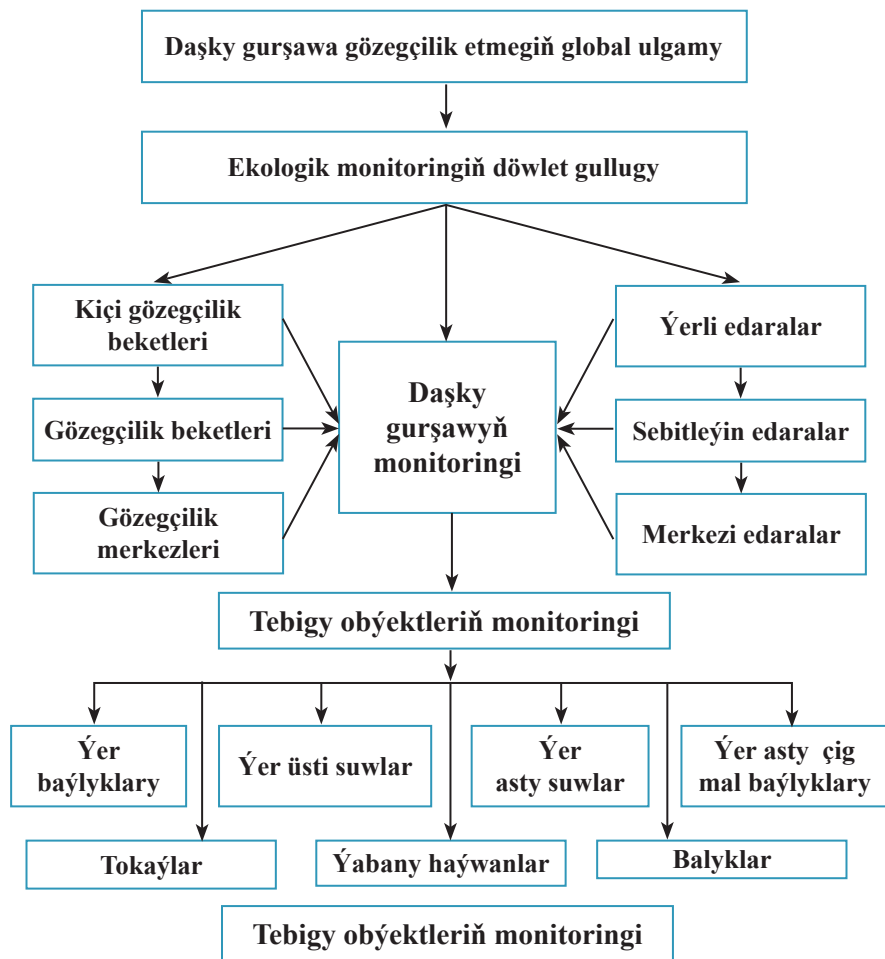 Daşky gurşawa gözegçilik etmegiň global ulgamy
Ekologik monitoringiň döwlet gullugy
Kiçi gözegçilik
beketleri
Gözegçilik beketleri
Gözegçilik
merkezleri
Daşky
gurşawyň
monitoringi
Ýerli edaralar
Sebitleýin edaralar
Merkezi edaralar
Tebigy obýektleriň monitoringi
Ýer
baýlyklary
Ýer üsti suwlar
Ýer
asty suwlar
Ýer asty çig
mal baýlyklary
Tokaýlar
Ýabany haýwanlar
Balyklar
Tebigy obýektleriň monitoringi